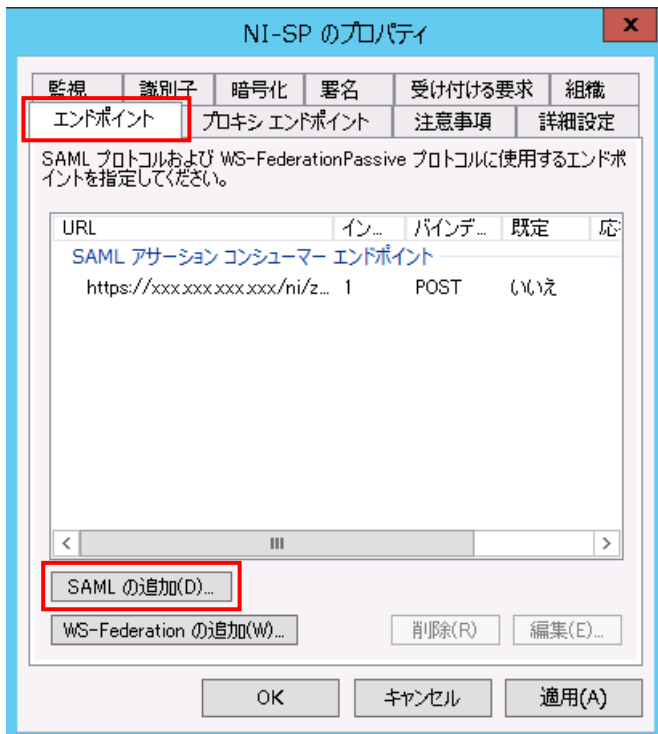 NI-SP のプロパティ
x
監視 識別子 暗号化 署名 受け付ける要求 組織
エンドポイント プロキシ エンドポイント 注意事項 詳細設定
SAML プロトコルおよび WS-FederationPassive プロトコルに使用するエンドポ
イントを指定してください。
URL イン... バインデ... 既定 応
SAML アサーション コンシューマー エンドポイント
https://xxx.xxx.xxx.xxx/ni/z... 1 POST いいえ
SAML の追加(D)...
WS-Federation の追加(W)... 削除(R) 編集(E)...
OK キャンセル 適用(A)